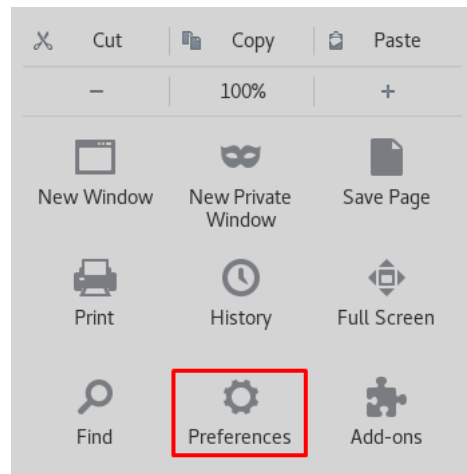 Cut Copy Paste
− 100% +
New Window New Private Window Save Page
Print History Full Screen
Find Preferences Add-ons